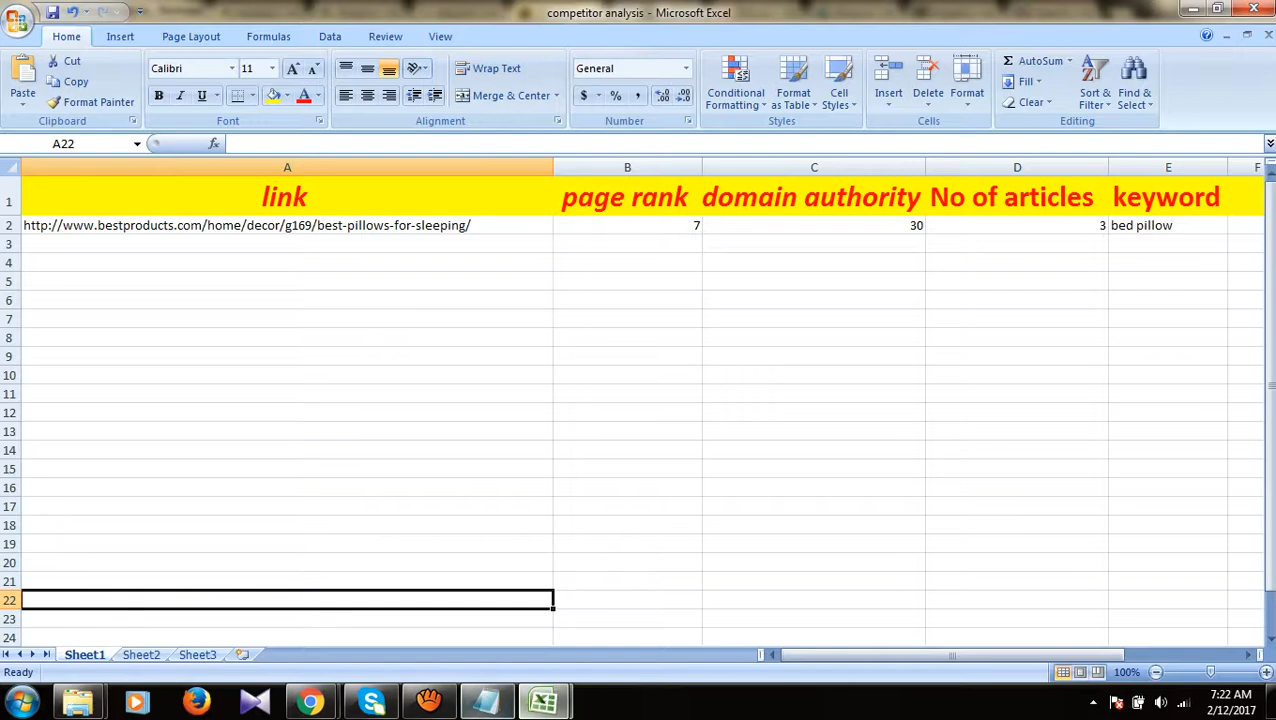 competitor analysis - Microsoft Excel
Home Insert Page Layout Formulas Data Review View
Paste
Cut
Copy
Format Painter
Clipboard
Calibri 11
B I U
Font
Wrap Text
Merge & Center
Alignment
General
$ % ,
Number
Conditional Formatting
Format as Table
Cell Styles
Styles
Insert Delete Format
Cells
AutoSum
Fill
Clear
Sort & Filter
Find & Select
Editing
A22 fx
A B C D E F
1 link page rank domain authority No of articles keyword
2 http://www.bestproducts.com/home/decor/g169/best-pillows-for-sleeping/ 7 30 3 bed pillow
3
4
5
6
7
8
9
10
11
12
13
14
15
16
17
18
19
20
21
22
23
24
Sheet1 Sheet2 Sheet3
Ready 100%
7:22 AM
2/12/2017